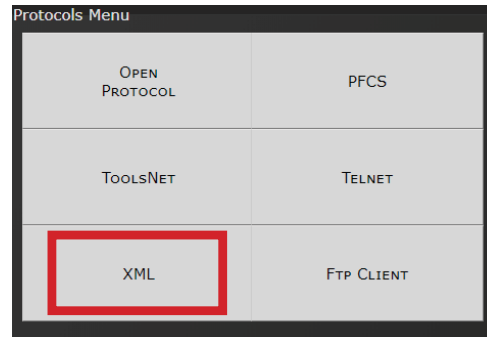 Protocols Menu
Open
Protocol
PFCS
ToolsNet
Telnet
XML
Ftp Client